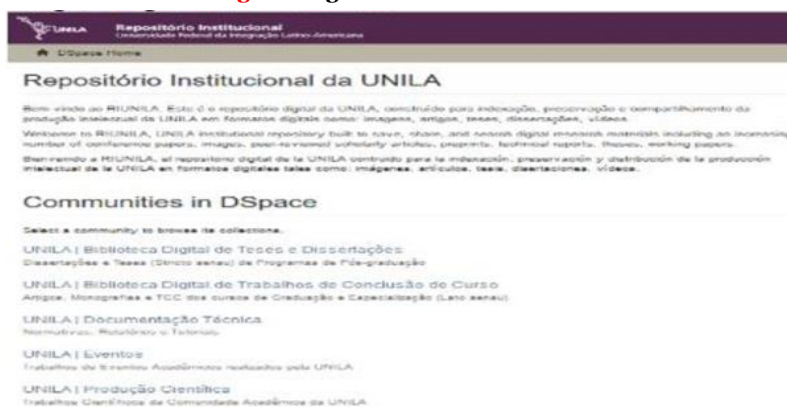 UNILA
Repositório Institucional
Universidade Federal da Integração Latino-Americana
DSpace Home
Repositório Institucional da UNILA
Bem-vindo ao RIUNILA. Este é o repositório digital da UNILA, construído para indexação, preservação e compartilhamento da
produção intelectual da UNILA em formatos digitais como: imagens, artigos, teses, dissertações, vídeos.
Welcome to RIUNILA, UNILA institutional repository built to save, share, and search digital research materials including an increasing
number of conference papers, images, peer-reviewed scholarly articles, preprints, technical reports, theses, working papers.
Bienvenido a RIUNILA, el repositorio digital de la UNILA contruido para la indexación, preservación y distribución de la producción
intelectual de la UNILA en formatos digitales tales como: imágenes, artículos, tesis, disertaciones, vídeos.
Communities in DSpace
Select a community to browse its collections.
UNILA | Biblioteca Digital de Teses e Dissertações
Dissertações e Teses (Stricto sensu) de Programas de Pós-graduação
UNILA | Biblioteca Digital de Trabalhos de Conclusão de Curso
Artigos, Monografias e TCC dos cursos de Graduação e Especialização (Lato sensu)
UNILA | Documentação Técnica
Normativas, Relatórios e Tutoriais
UNILA | Eventos
Trabalhos de Eventos Acadêmicos realizados pela UNILA
UNILA | Produção Científica
Trabalhos Científicos da Comunidade Acadêmica da UNILA